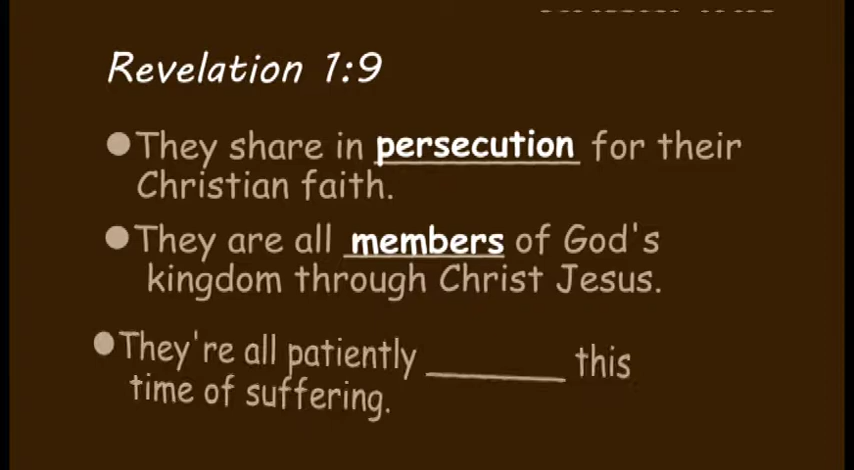 Revelation 1:9
●They share in persecution for their
Christian faith.
●They are all members of God's
kingdom through Christ Jesus.
●They're all patiently ________ this
time of suffering.